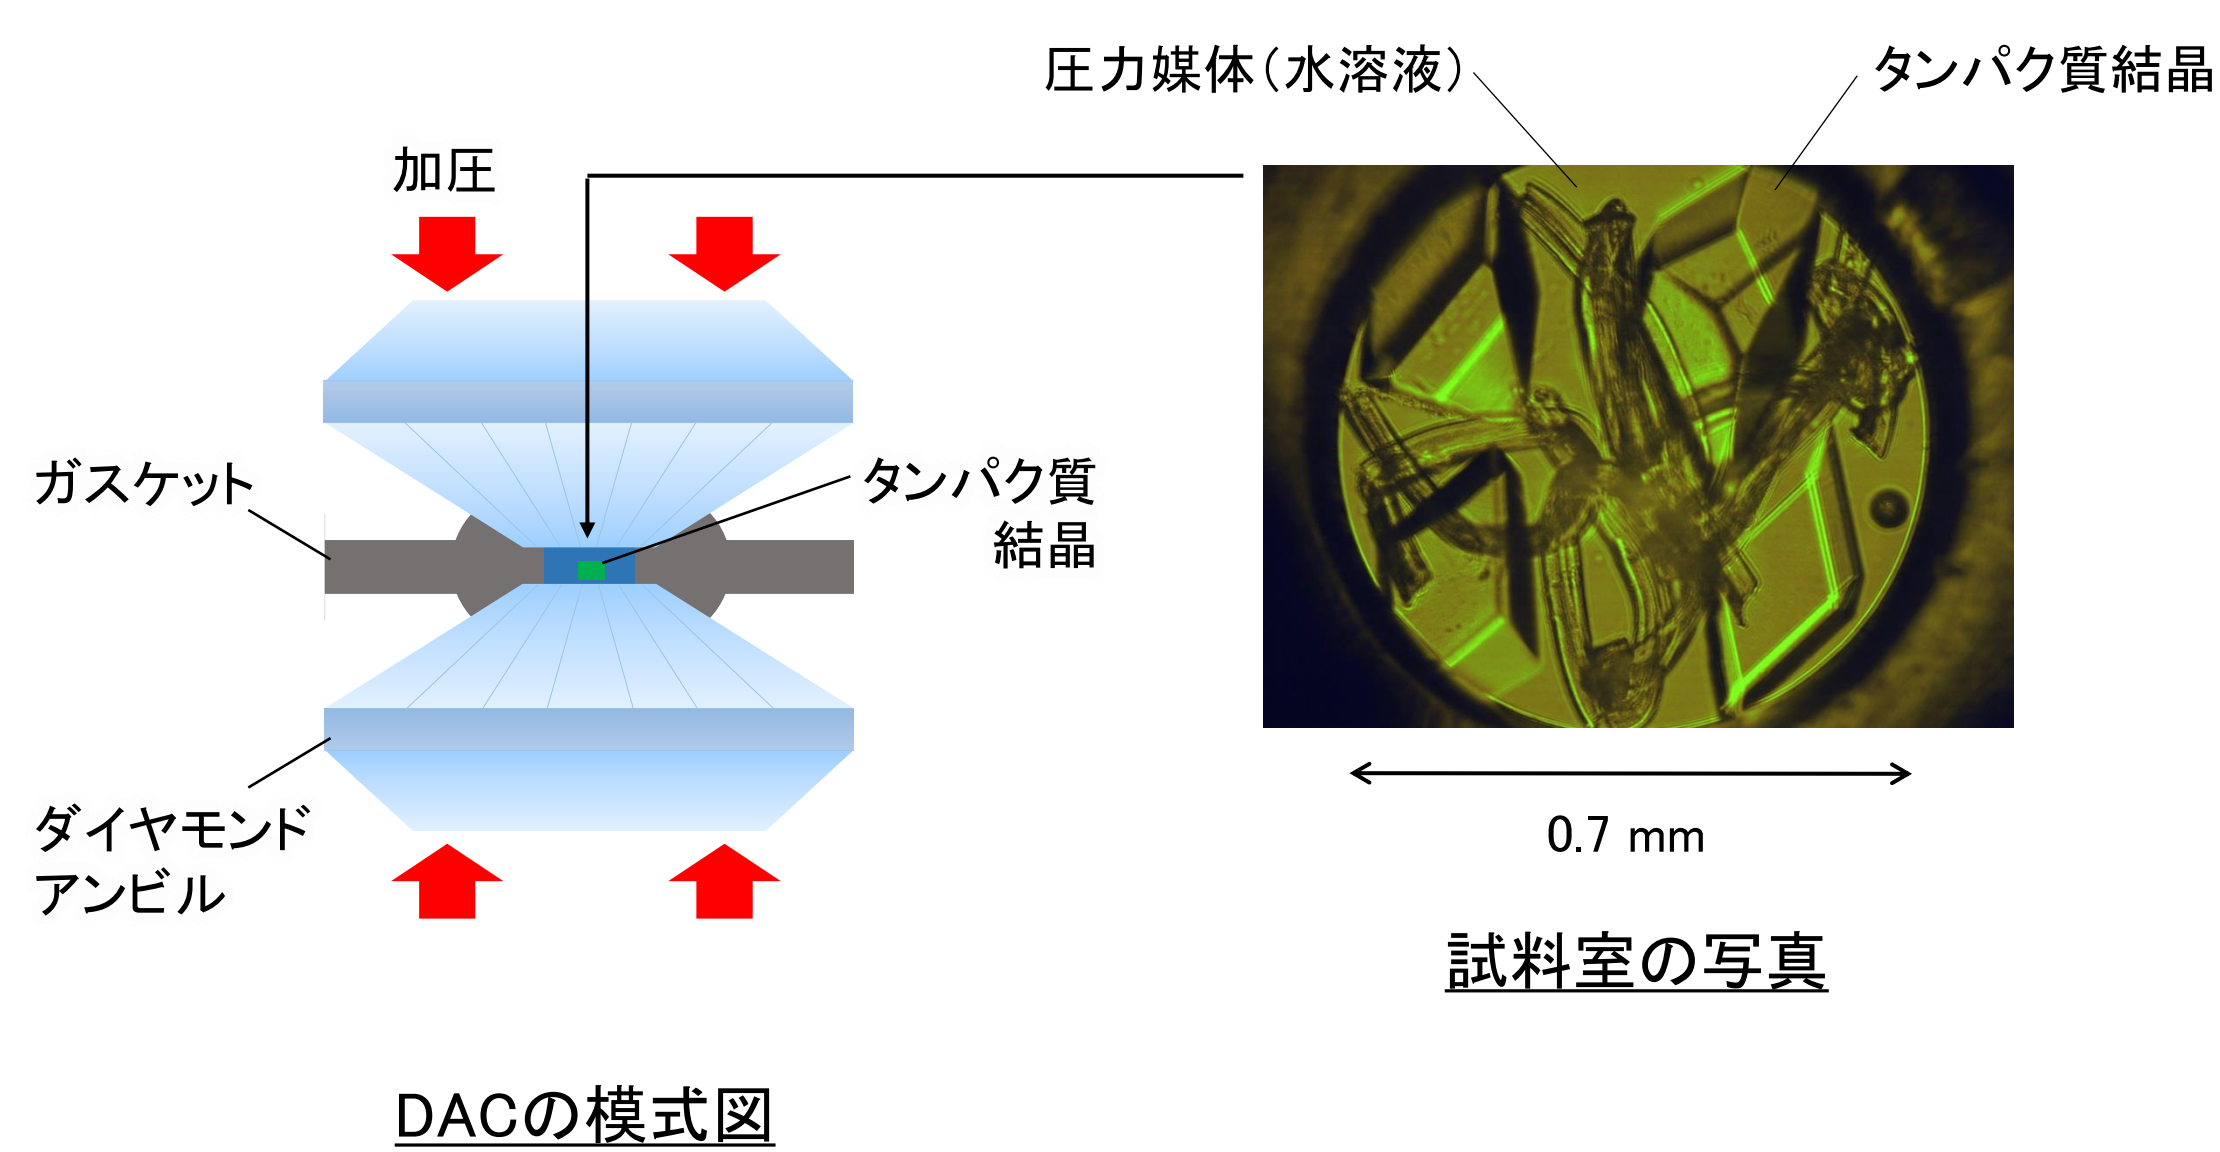 圧力媒体（水溶液）
タンパク質結晶
加圧
ガスケット
タンパク質
結晶
ダイヤモンド
アンビル
0.7 mm
試料室の写真
DACの模式図